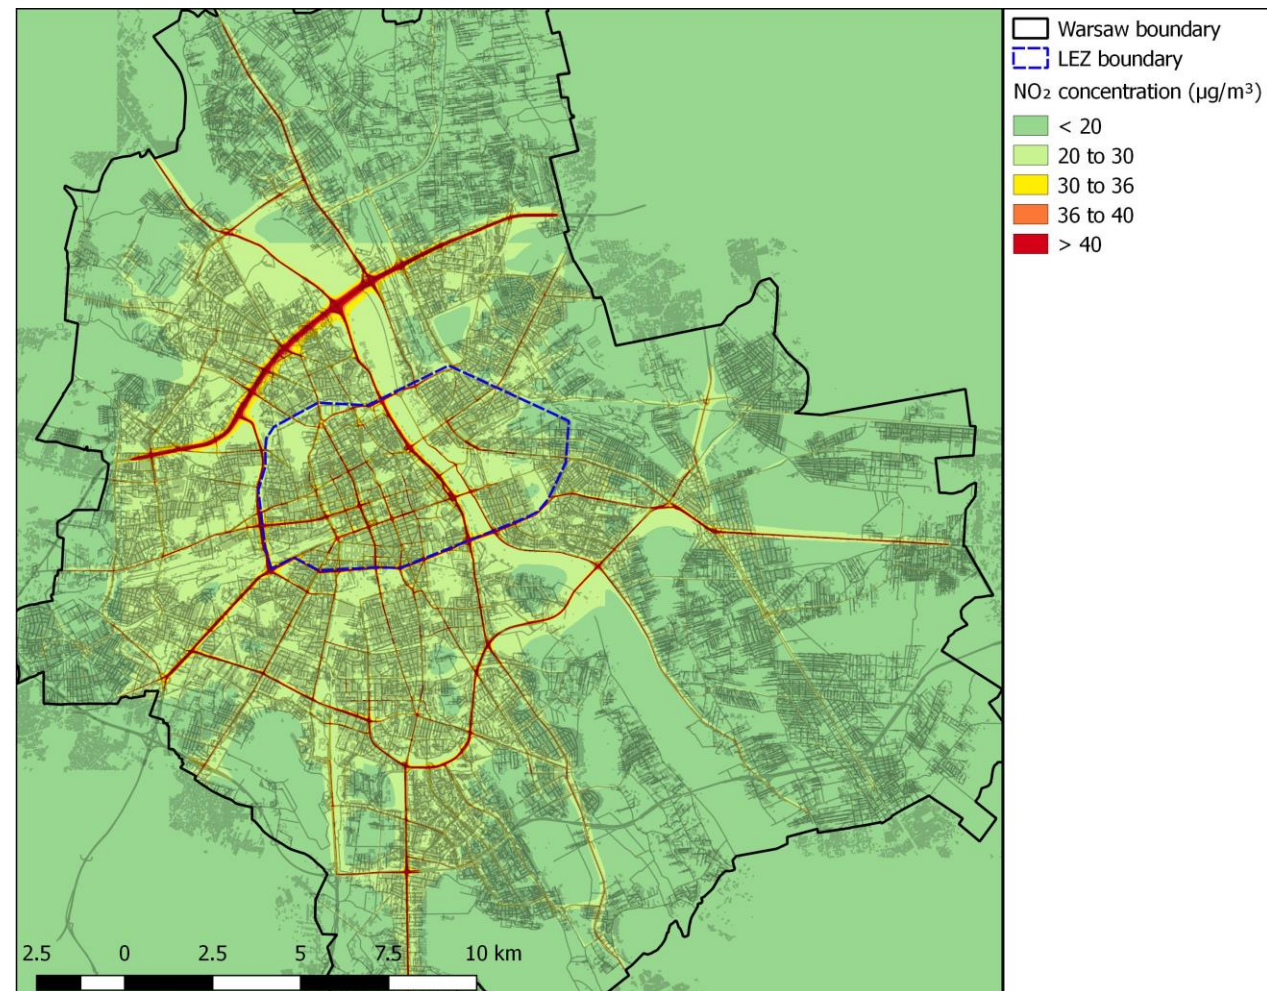 Warsaw boundary
LEZ boundary
NO₂ concentration (µg/m³)
< 20
20 to 30
30 to 36
36 to 40
> 40
2.5 0 2.5 5 7.5 10 km